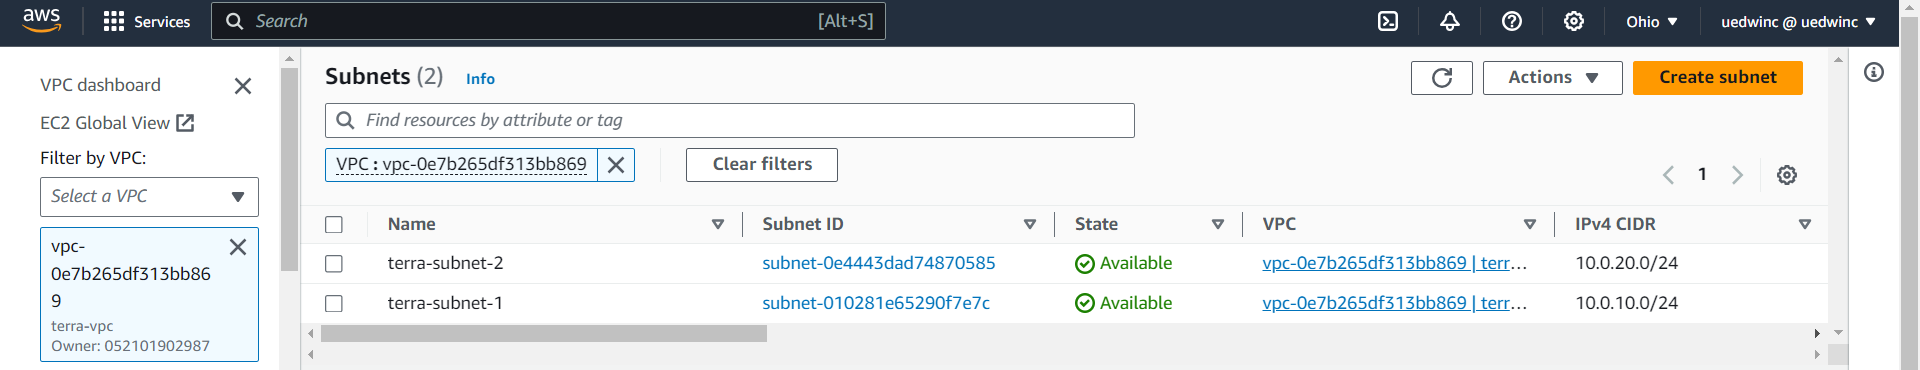 aws Services Search [Alt+S] Ohio uedwinc @ uedwinc
VPC dashboard
EC2 Global View
Filter by VPC:
Select a VPC
vpc-
0e7b265df313bb86
9
terra-vpc
Owner: 052101902987
Subnets (2) Info Actions Create subnet
Find resources by attribute or tag
VPC : vpc-0e7b265df313bb869 Clear filters
1
Name Subnet ID State VPC IPv4 CIDR
terra-subnet-2 subnet-0e4443dad74870585 Available vpc-0e7b265df313bb869 | terr… 10.0.20.0/24
terra-subnet-1 subnet-010281e65290f7e7c Available vpc-0e7b265df313bb869 | terr… 10.0.10.0/24